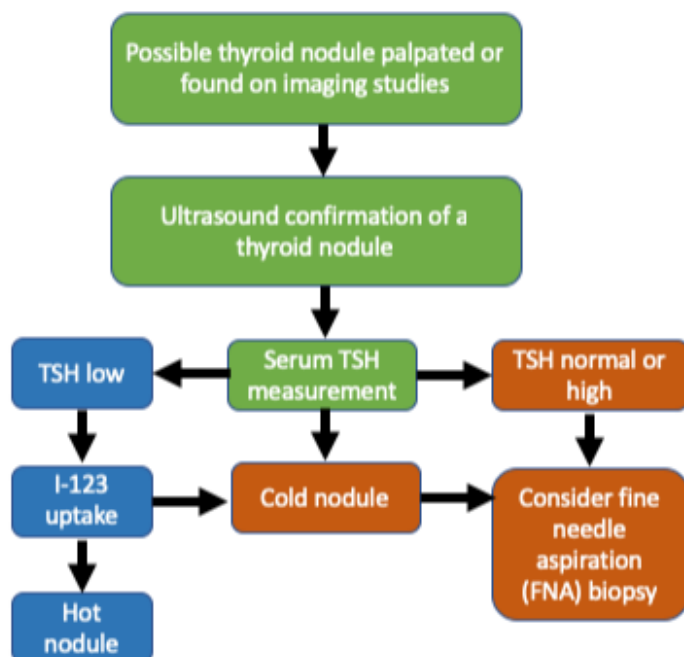 Possible thyroid nodule palpated or
found on imaging studies
Ultrasound confirmation of a
thyroid nodule
TSH low
Serum TSH
measurement
TSH normal or
high
I-123
uptake
Cold nodule
Consider fine
needle
aspiration
(FNA) biopsy
Hot
nodule